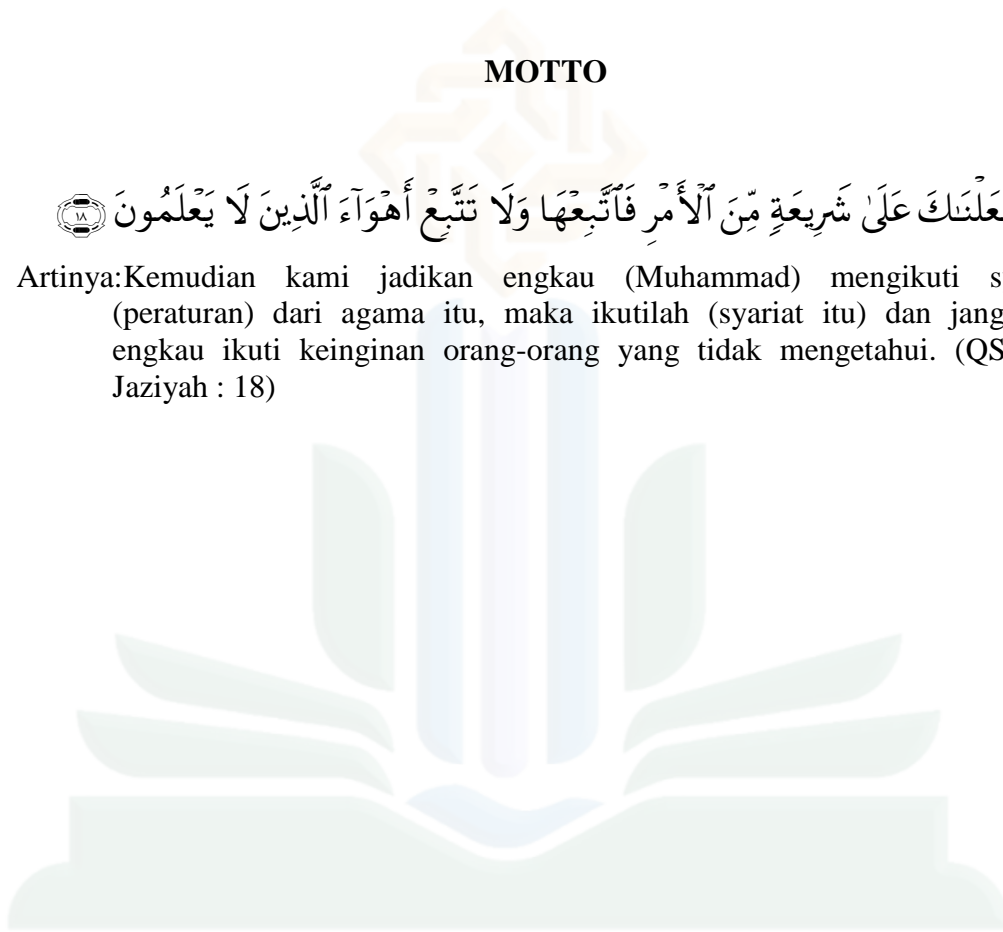 MOTTO
عَلْنَـٰكَ عَلَىٰ شَرِيعَةٍ مِّنَ ٱلْأَمْرِ فَٱتَّبِعْهَا وَلَا تَتَّبِعْ أَهْوَآءَ ٱلَّذِينَ لَا يَعْلَمُونَ ١٨
Artinya:Kemudian kami jadikan engkau (Muhammad) mengikuti
(peraturan) dari agama itu, maka ikutilah (syariat itu) dan
engkau ikuti keinginan orang-orang yang tidak mengetahui. (QS
Jaziyah : 18)